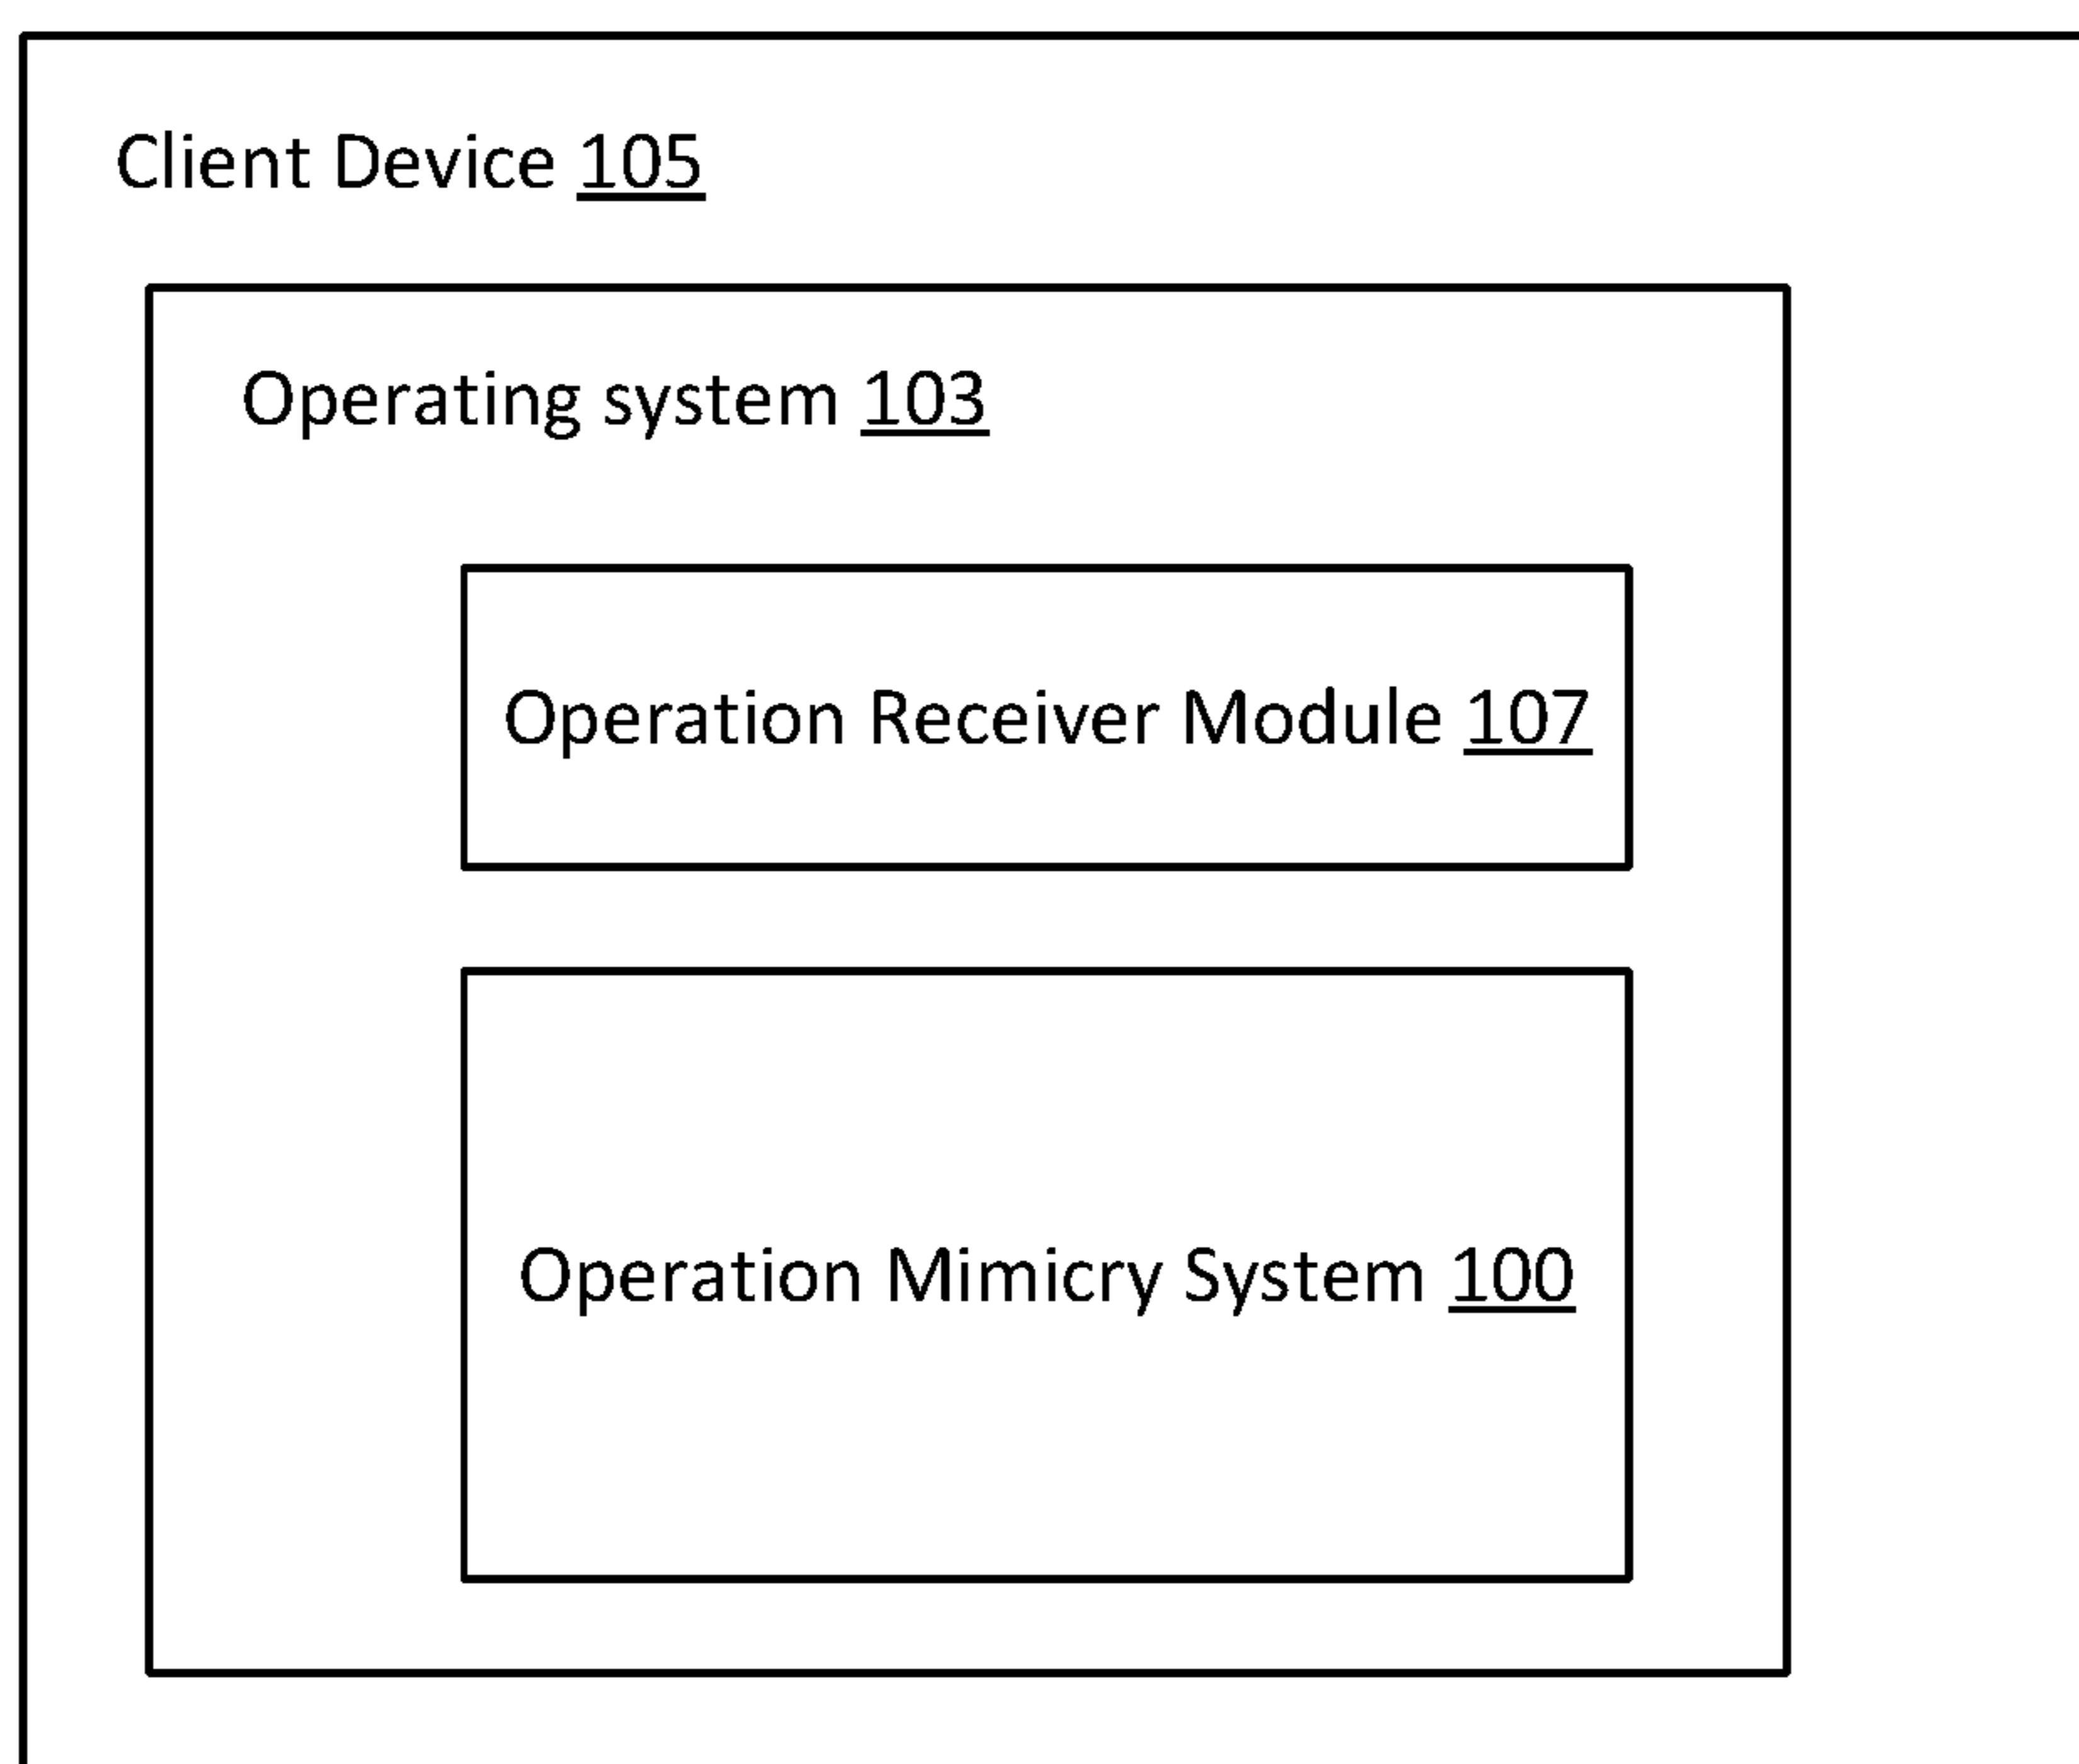 Client Device 105
Operating system 103
Operation Receiver Module 107
Operation Mimicry System 100